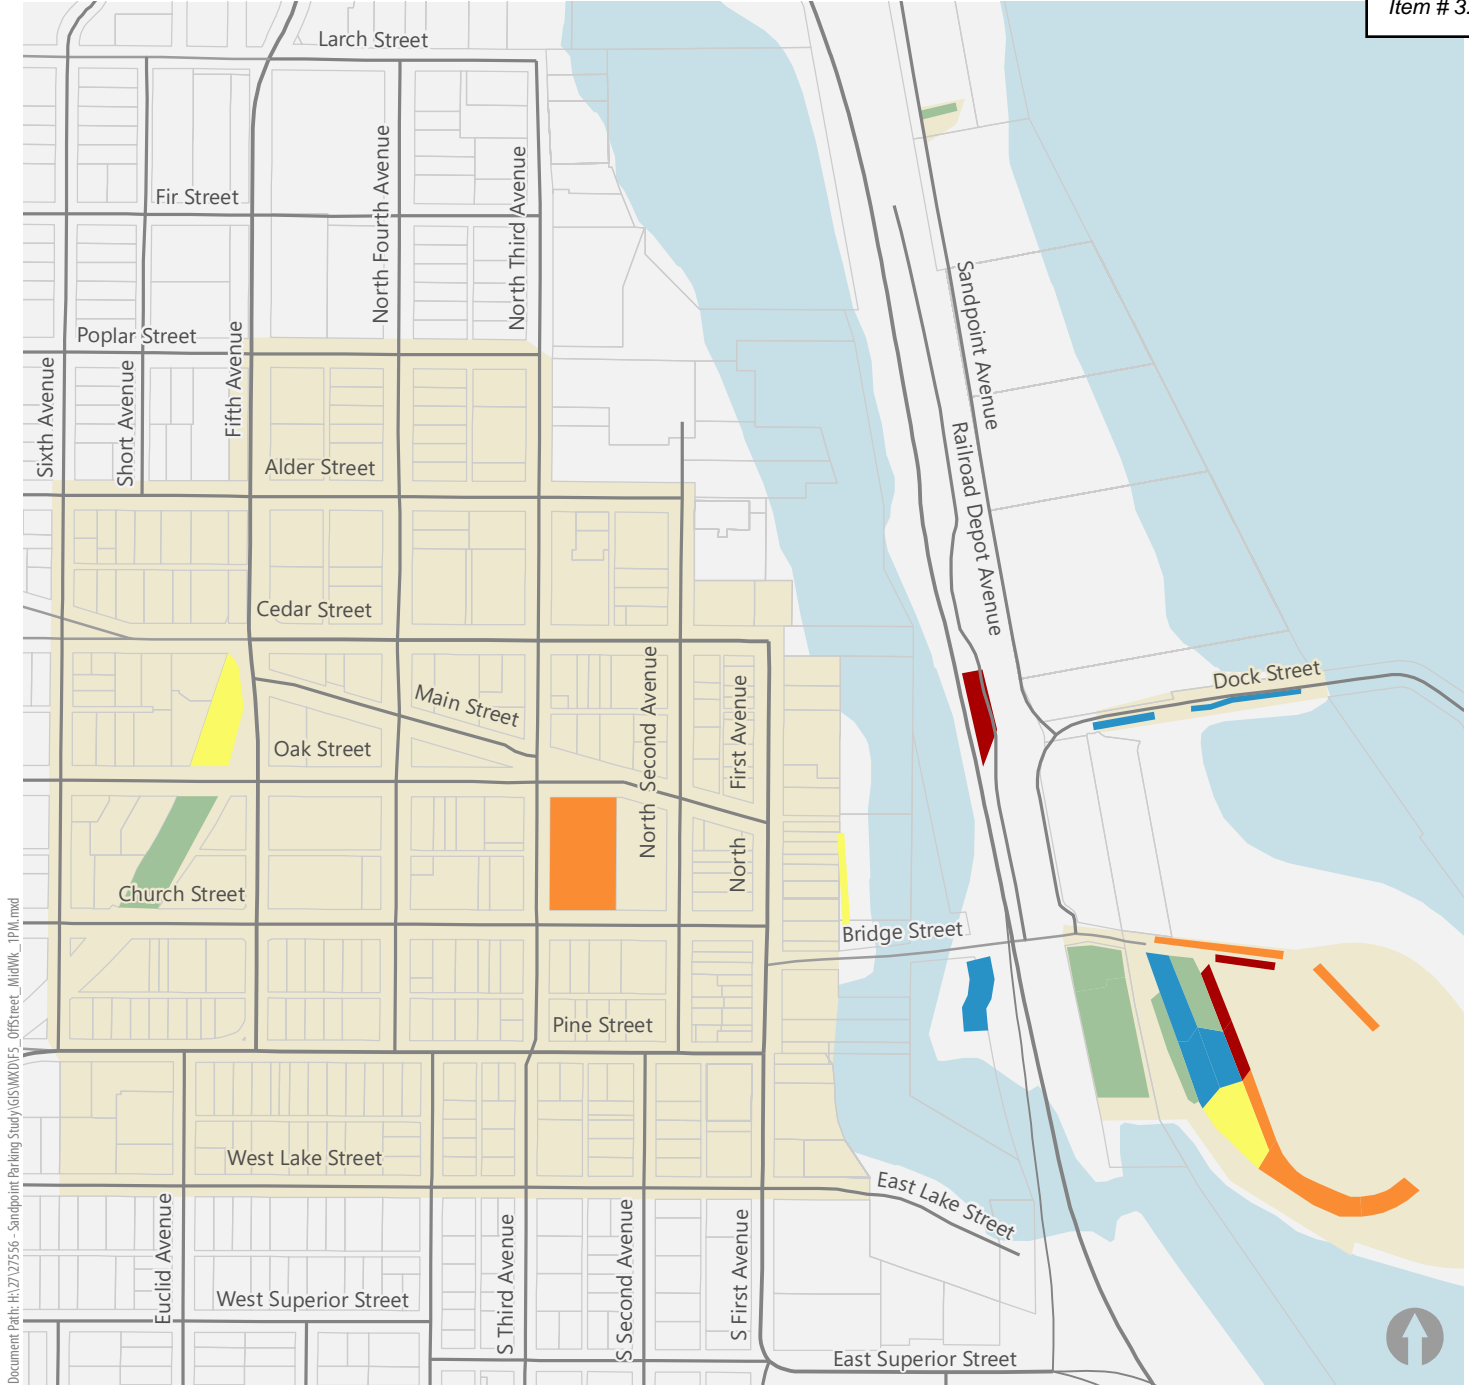 Item # 3.
Larch Street
Fir Street
North Fourth Avenue
North Third Avenue
Poplar Street
Sixth Avenue
Short Avenue
Fifth Avenue
Sandpoint Avenue
Alder Street
Railroad Depot Avenue
Cedar Street
Main Street
Oak Street
North Second Avenue
North First Avenue
Dock Street
Church Street
Bridge Street
Pine Street
West Lake Street
East Lake Street
Euclid Avenue
S Third Avenue
S Second Avenue
S First Avenue
West Superior Street
East Superior Street
Document Path: H:\27\27556 - Sandpoint Parking Study\GIS\MXD\F5_OffStreet_MidWk_1PM.mxd